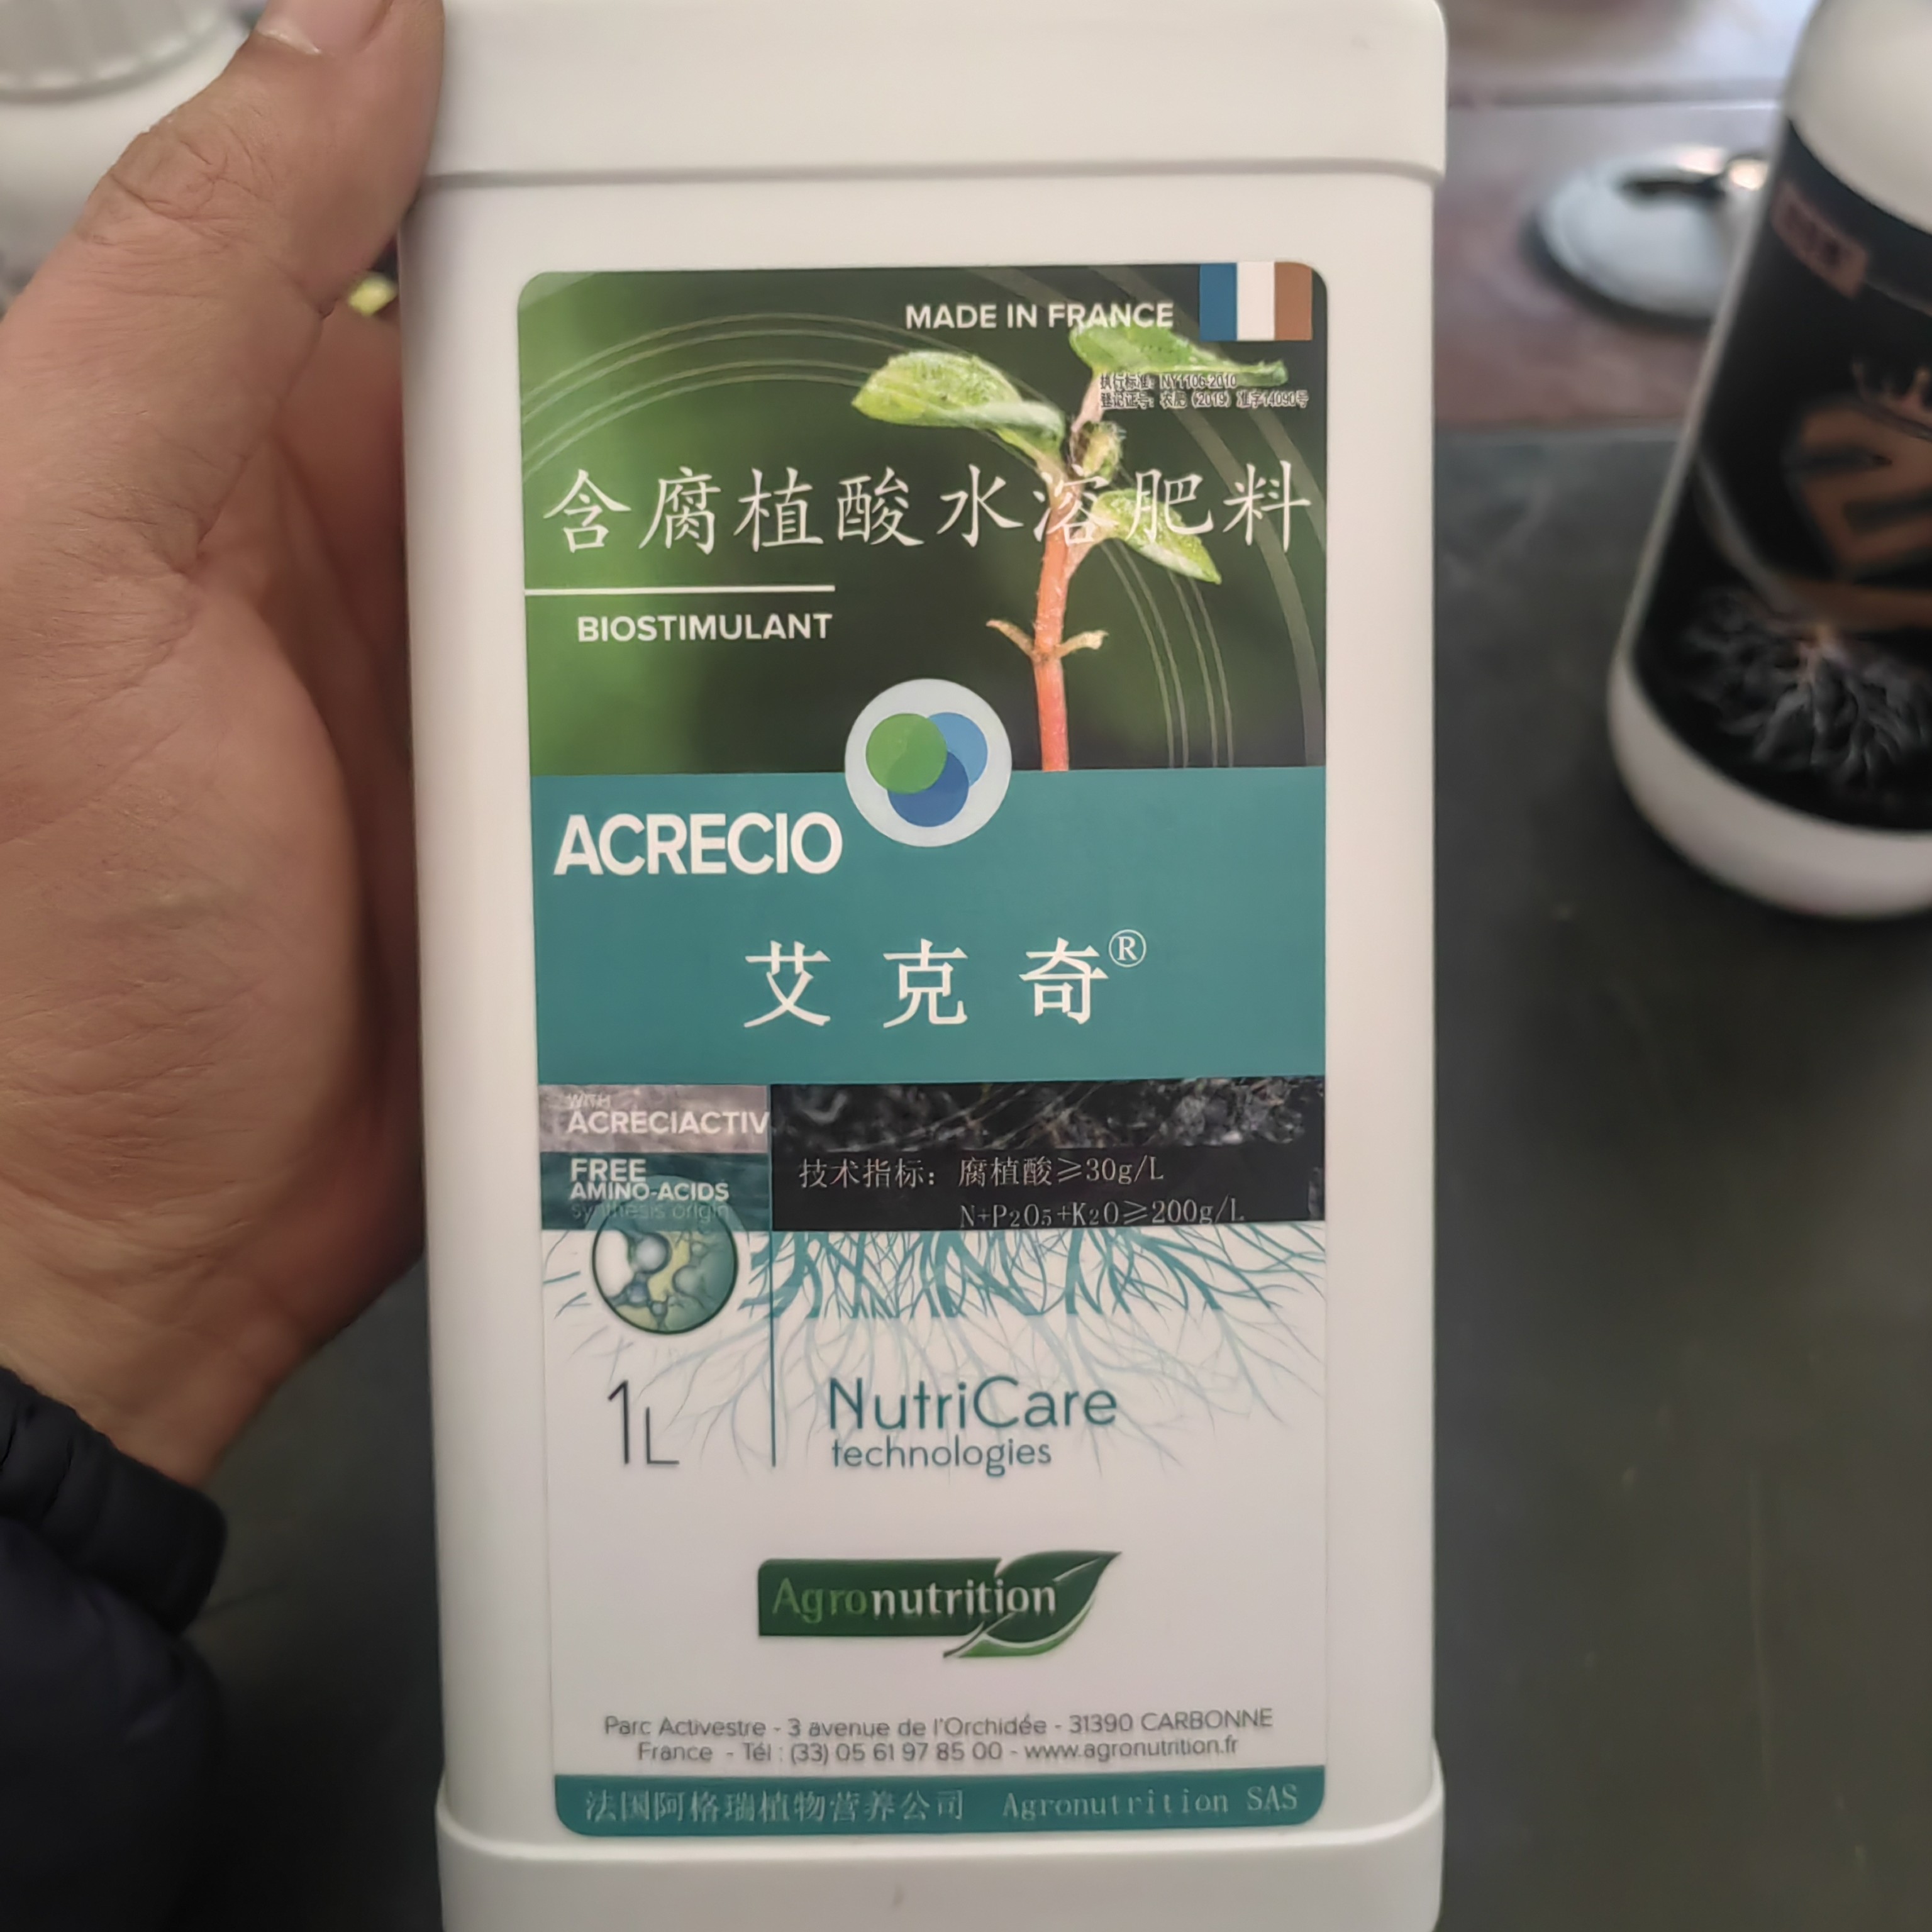 MADE IN FRANCE
执行标准：NY1106-2010
登记证号：农肥（2019）准字14090号
含腐植酸水溶肥料
BIOSTIMULANT
ACRECIO
艾克奇®
WITH
ACRECIACTIV
FREE
AMINO-ACIDS
synthesis origin
技术指标：腐植酸≥30g/L
N+P₂O₅+K₂O≥200g/L
1L
NutriCare
technologies
Agronutrition
Parc Activestre - 3 avenue de l'Orchidée - 31390 CARBONNE
France - Tél : (33) 05 61 97 85 00 - www.agronutrition.fr
法国阿格瑞植物营养公司 Agronutrition SAS